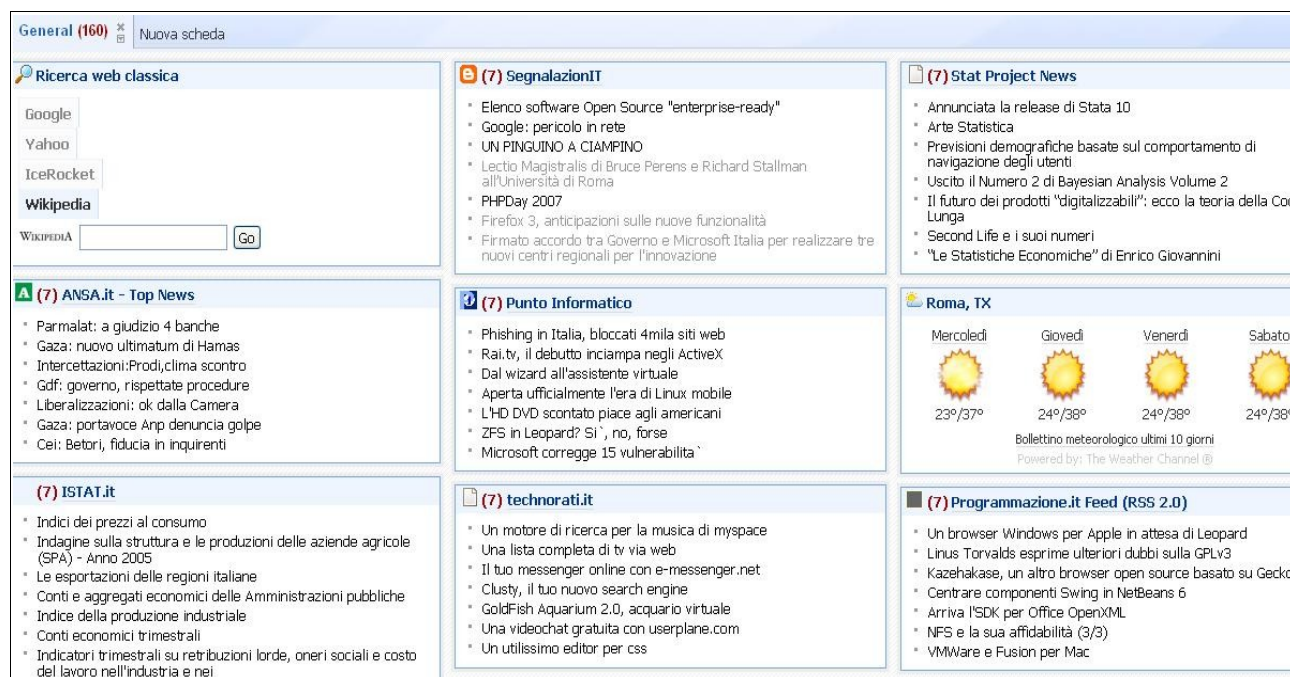 General (160)
Nuova scheda
Ricerca web classica
Google
Yahoo
IceRocket
Wikipedia
WIKIPEDIA
Go
(7) SegnalazionIT
Elenco software Open Source "enterprise-ready"
Google: pericolo in rete
UN PINGUINO A CIAMPINO
Lectio Magistralis di Bruce Perens e Richard Stallman
all'Università di Roma
PHPDay 2007
Firefox 3, anticipazioni sulle nuove funzionalità
Firmato accordo tra Governo e Microsoft Italia per realizzare tre
nuovi centri regionali per l'innovazione
(7) Stat Project News
Annunciata la release di Stata 10
Arte Statistica
Previsioni demografiche basate sul comportamento di
navigazione degli utenti
Uscito il Numero 2 di Bayesian Analysis Volume 2
Il futuro dei prodotti "digitalizzabili": ecco la teoria della
Lunga
Second Life e i suoi numeri
"Le Statistiche Economiche" di Enrico Giovannini
A (7) ANSA.it - Top News
Parmalat: a giudizio 4 banche
Gaza: nuovo ultimatum di Hamas
Intercettazioni:Prodi,clima scontro
Gdf: governo, rispettate procedure
Liberalizzazioni: ok dalla Camera
Gaza: portavoce Anp denuncia golpe
Cei: Betori, fiducia in inquirenti
(7) Punto Informatico
Phishing in Italia, bloccati 4mila siti web
Rai.tv, il debutto inciampa negli ActiveX
Dal wizard all'assistente virtuale
Aperta ufficialmente l'era di Linux mobile
L'HD DVD scontato piace agli americani
ZFS in Leopard? Si`, no, forse
Microsoft corregge 15 vulnerabilita`
Roma, TX
Mercoledì Giovedì Venerdì Sabato
23°/37° 24°/38° 24°/38° 24°/38°
Bollettino meteorologico ultimi 10 giorni
Powered by: The Weather Channel ®
(7) ISTAT.it
Indici dei prezzi al consumo
Indagine sulla struttura e le produzioni delle aziende agricole
(SPA) - Anno 2005
Le esportazioni delle regioni italiane
Conti e aggregati economici delle Amministrazioni pubbliche
Indice della produzione industriale
Conti economici trimestrali
Indicatori trimestrali su retribuzioni lorde, oneri sociali e costo
del lavoro nell'industria e nei
(7) technorati.it
Un motore di ricerca per la musica di myspace
Una lista completa di tv via web
Il tuo messenger online con e-messenger.net
Clusty, il tuo nuovo search engine
GoldFish Aquarium 2.0, acquario virtuale
Una videochat gratuita con userplane.com
Un utilissimo editor per css
(7) Programmazione.it Feed (RSS 2.0)
Un browser Windows per Apple in attesa di Leopard
Linus Torvalds esprime ulteriori dubbi sulla GPLv3
Kazehakase, un altro browser open source basato su Gecko
Centrare componenti Swing in NetBeans 6
Arriva l'SDK per Office OpenXML
NFS e la sua affidabilità (3/3)
VMWare e Fusion per Mac